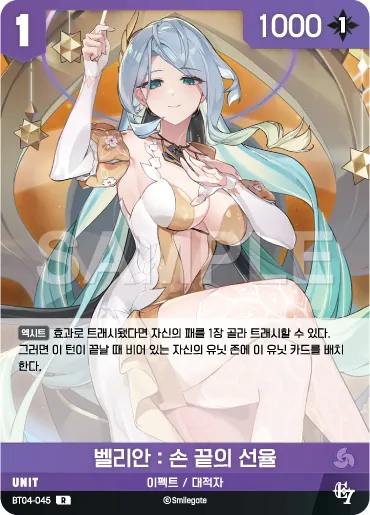 1
1000
1
SAMPLE
엑시트 효과로 트래시됐다면 자신의 패를 1장 골라 트래시할 수 있다.
그러면 이 턴이 끝날 때 비어 있는 자신의 유닛 존에 이 유닛 카드를 배치
한다.
벨리안 : 손 끝의 선율
UNIT
이펙트 / 대적자
BT04-045 R
©Smilegate
E7